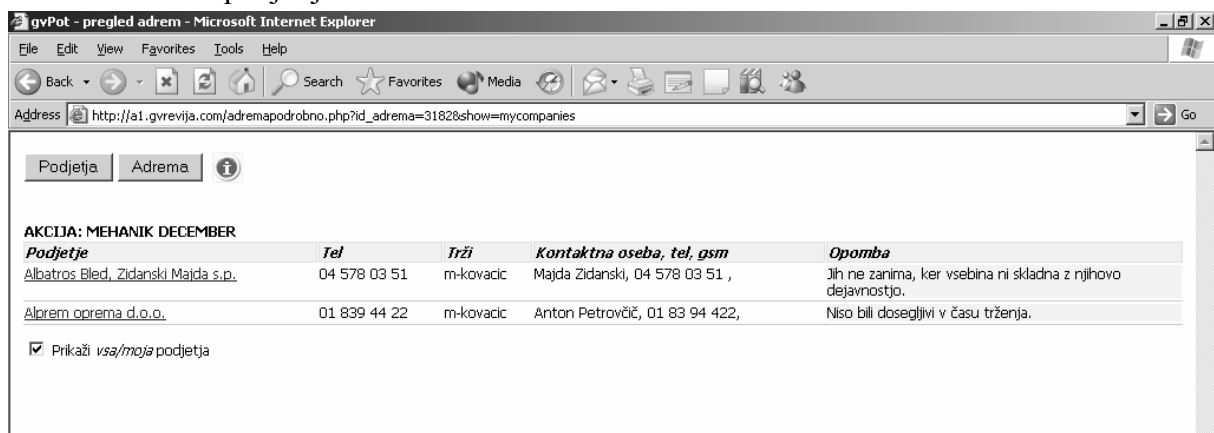 gvPot - pregled adrem - Microsoft Internet Explorer
File Edit View Favorites Tools Help
Back Search Favorites Media
Address http://a1.gvrevija.com/adremapodrobno.php?id_adrema=3182&show=mycompanies Go
Podjetja Adrema
AKCIJA: MEHANIK DECEMBER
Podjetje Tel Trži Kontaktna oseba, tel, gsm Opomba
Albatros Bled, Zidanski Majda s.p. 04 578 03 51 m-kovacic Majda Zidanski, 04 578 03 51 , Jih ne zanima, ker vsebina ni skladna z njihovo
dejavnostjo.
Alprem oprema d.o.o. 01 839 44 22 m-kovacic Anton Petrovčič, 01 83 94 422, Niso bili dosegljivi v času trženja.
Prikaži vsa/moja podjetja